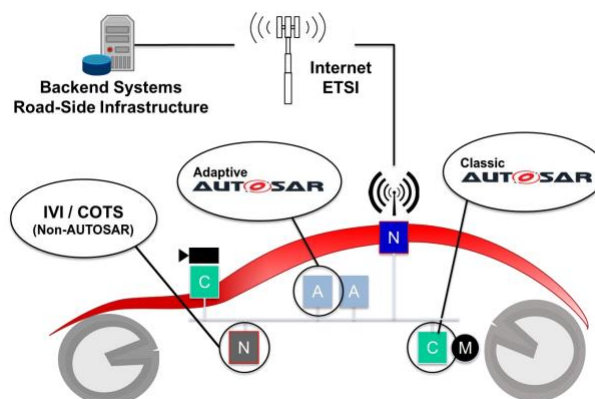 Backend Systems
Road-Side Infrastructure
Internet
ETSI
Adaptive
AUTOSAR
Classic
AUTOSAR
IVI / COTS
(Non-AUTOSAR)
N
C
A
A
N
C
M